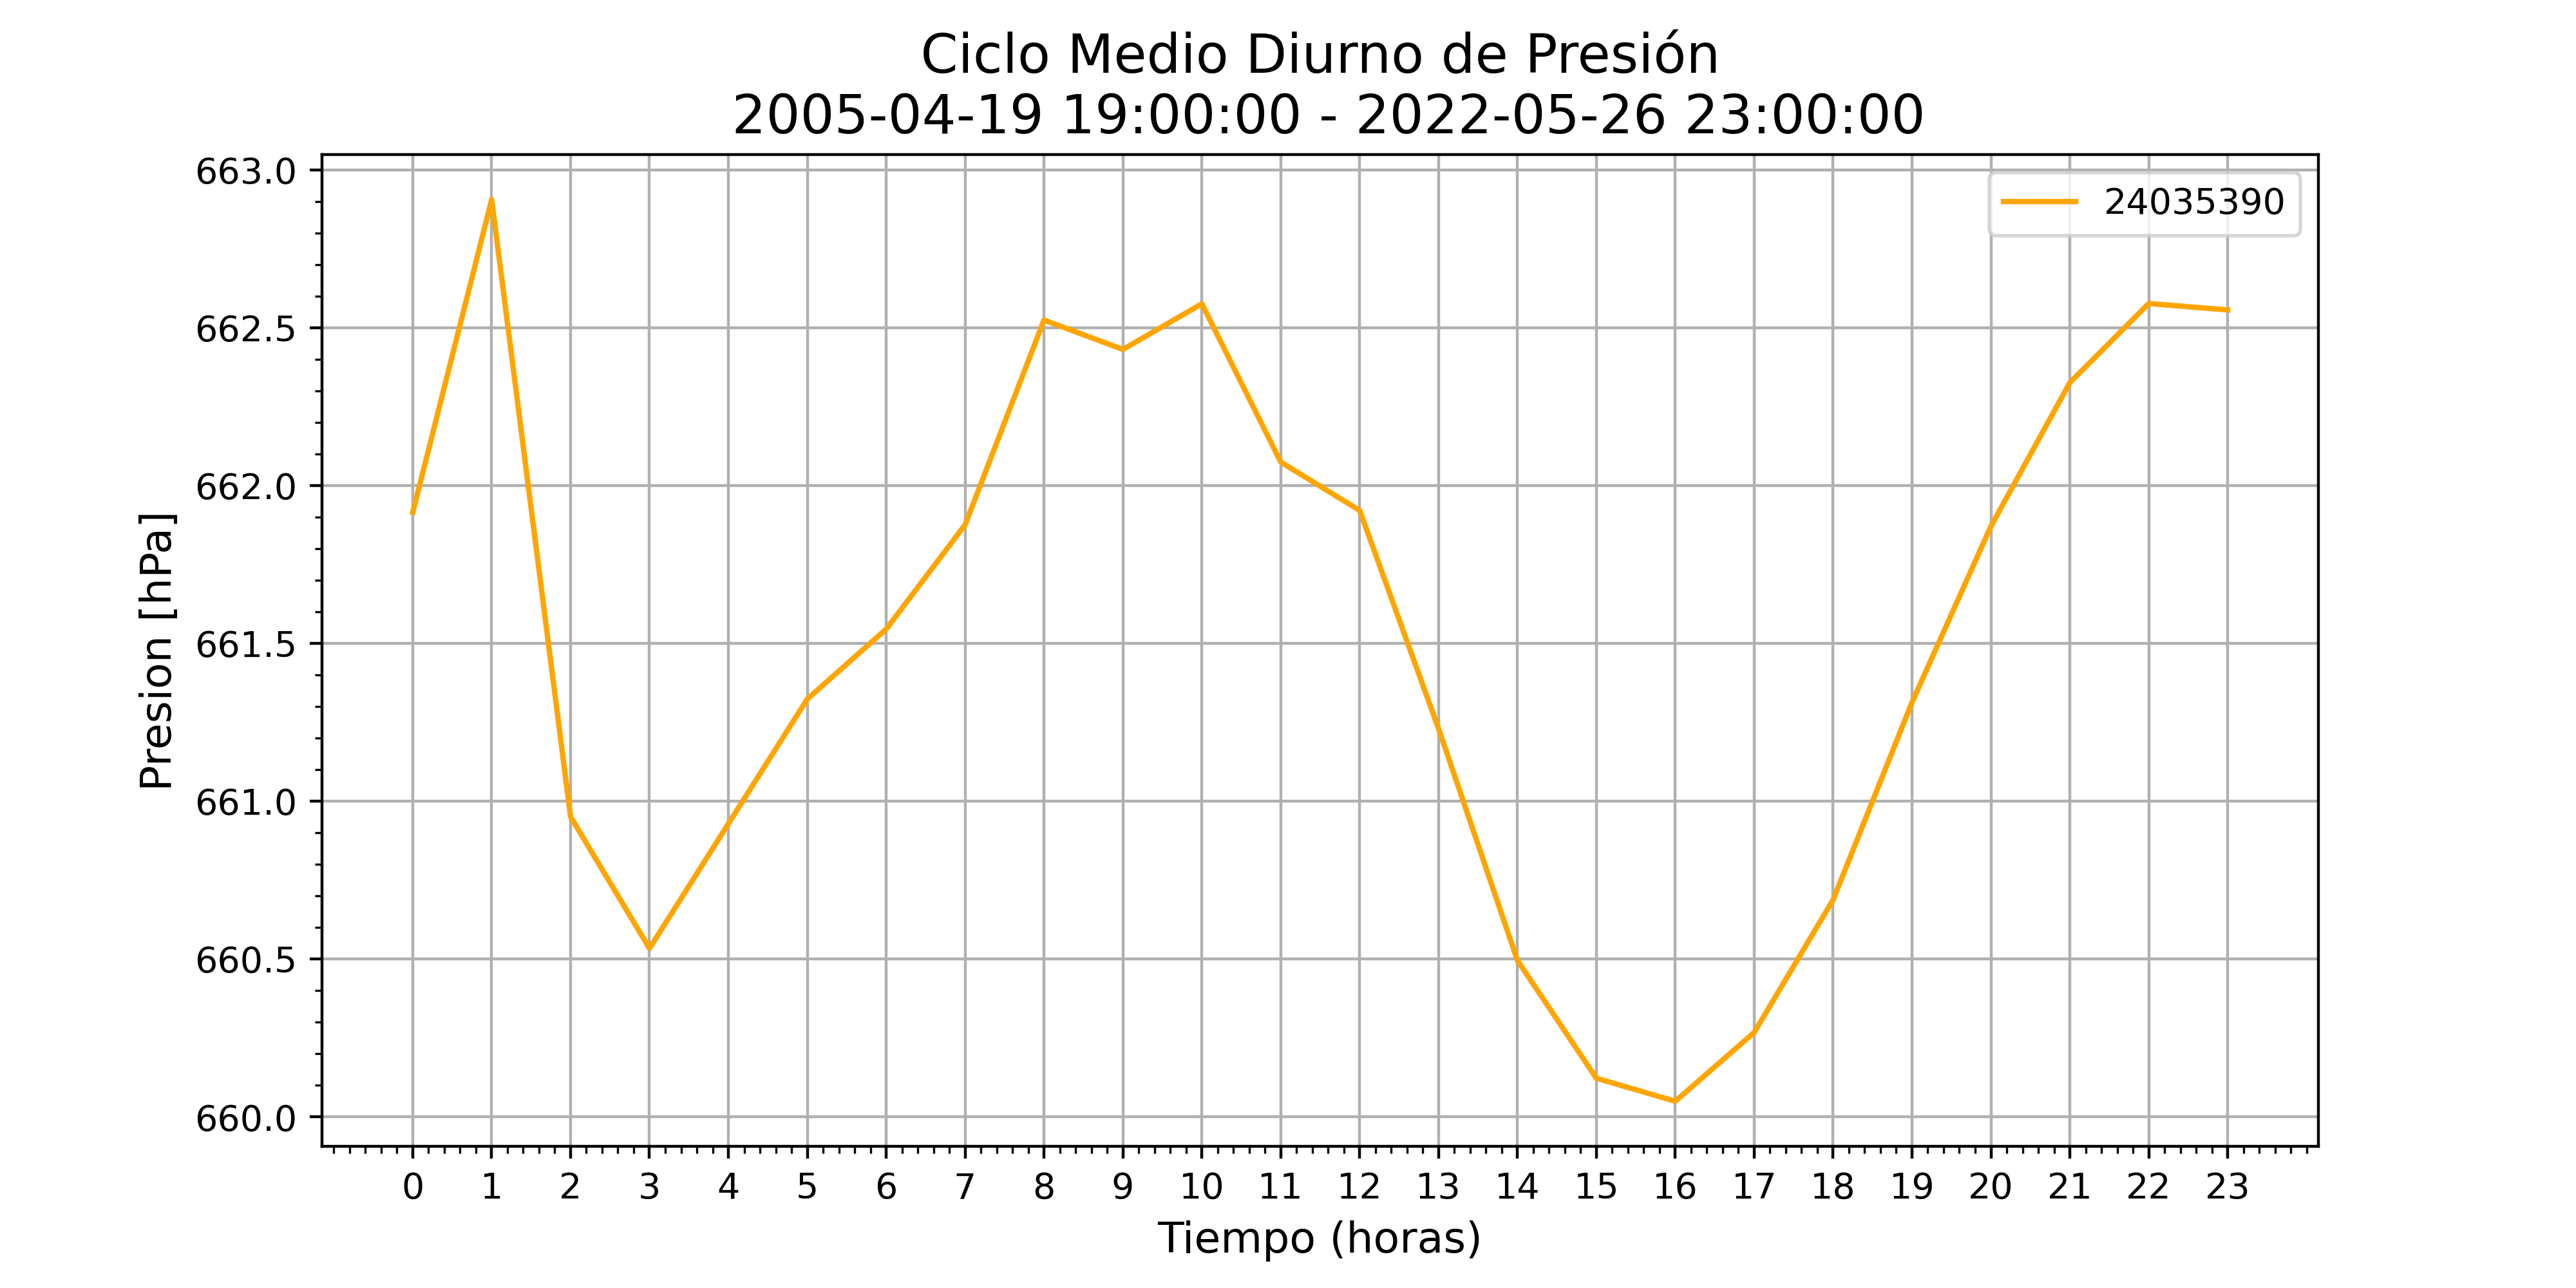 Ciclo Medio Diurno de Presión
2005-04-19 19:00:00 - 2022-05-26 23:00:00
24035390
Presion [hPa]
663.0
662.5
662.0
661.5
661.0
660.5
660.0
0 1 2 3 4 5 6 7 8 9 10 11 12 13 14 15 16 17 18 19 20 21 22 23
Tiempo (horas)